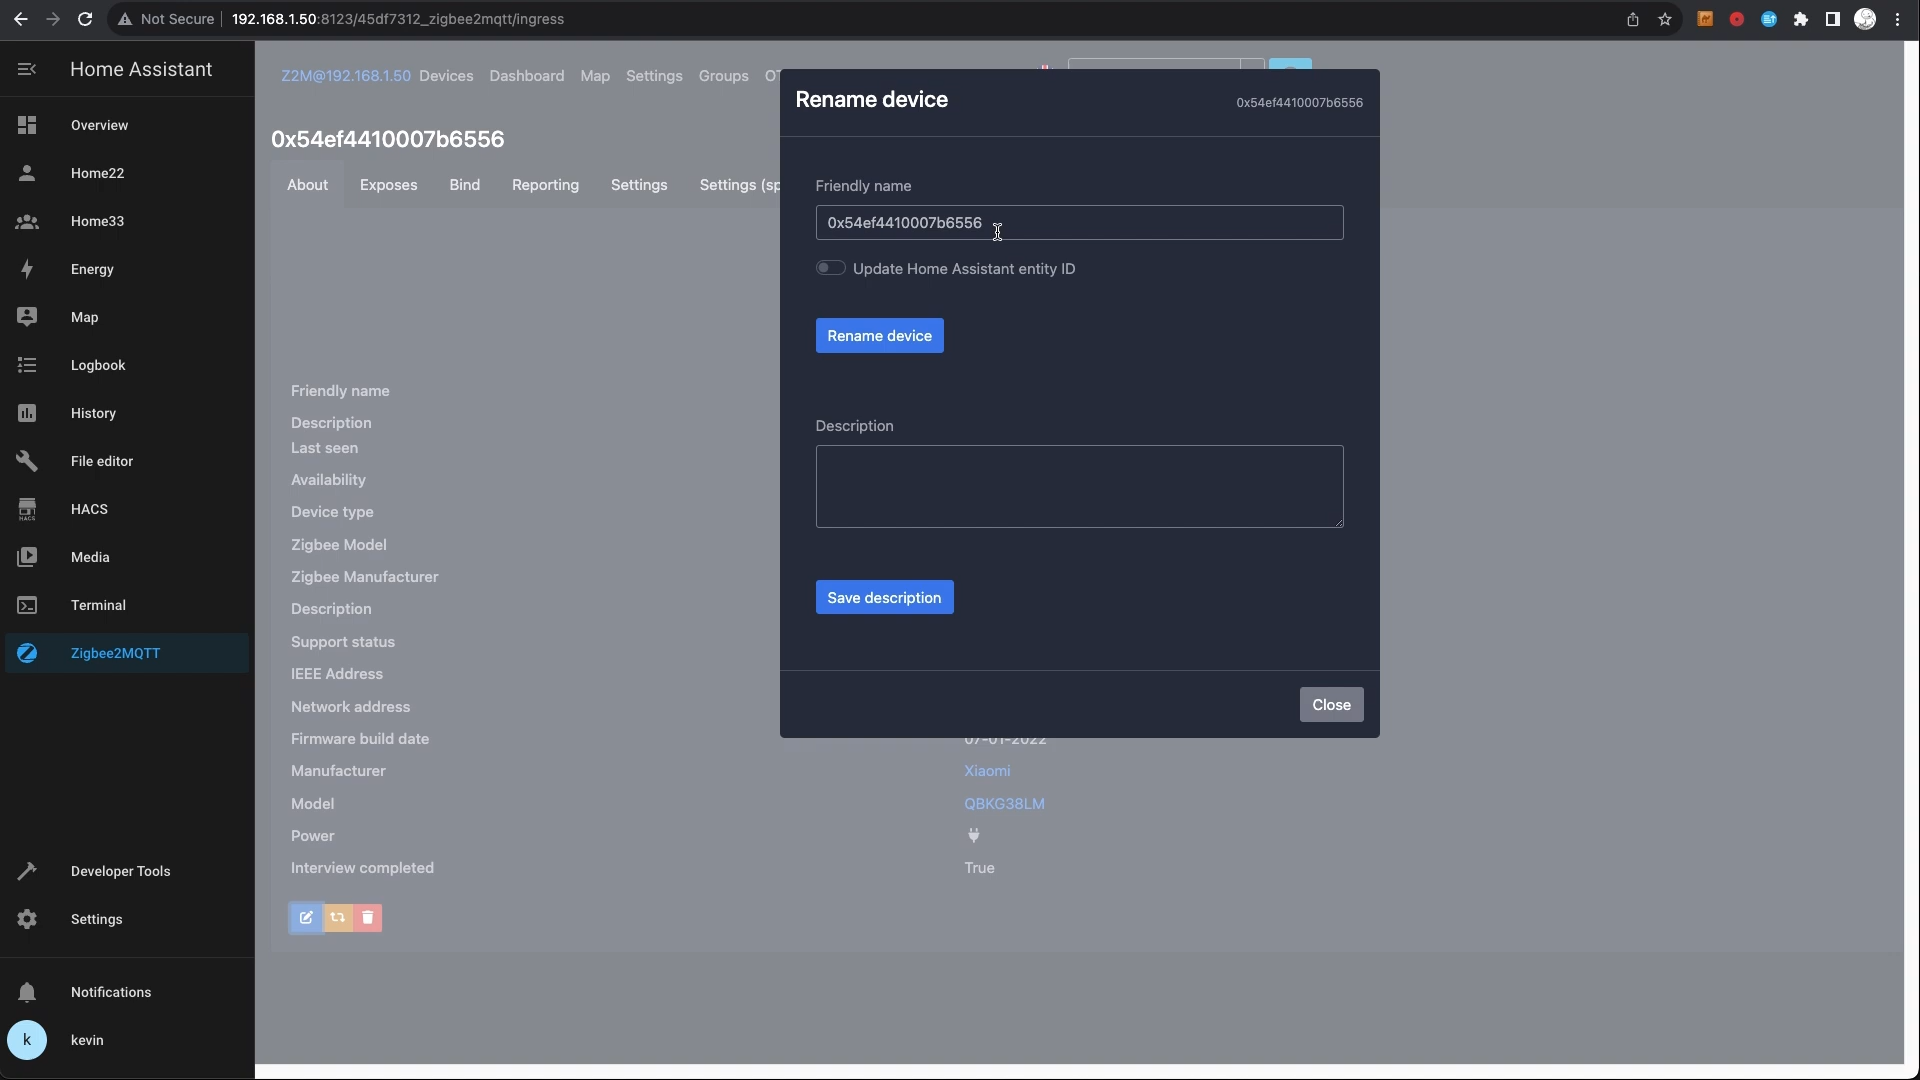 Not Secure
192.168.1.50:8123/45df7312_zigbee2mqtt/ingress
Home Assistant
Overview
Home22
Home33
Energy
Map
Logbook
History
File editor
HACS
HACS
Media
Terminal
Zigbee2MQTT
Developer Tools
Settings
Notifications
k
kevin
Z2M@192.168.1.50 Devices Dashboard Map Settings Groups
0x54ef4410007b6556
About Exposes Bind Reporting Settings Settings (sp
Friendly name
Description
Last seen
Availability
Device type
Zigbee Model
Zigbee Manufacturer
Description
Support status
IEEE Address
Network address
Firmware build date 07-01-2022
Manufacturer Xiaomi
Model QBKG38LM
Power
Interview completed True
Rename device
0x54ef4410007b6556
Friendly name
0x54ef4410007b6556
Update Home Assistant entity ID
Rename device
Description
Save description
Close